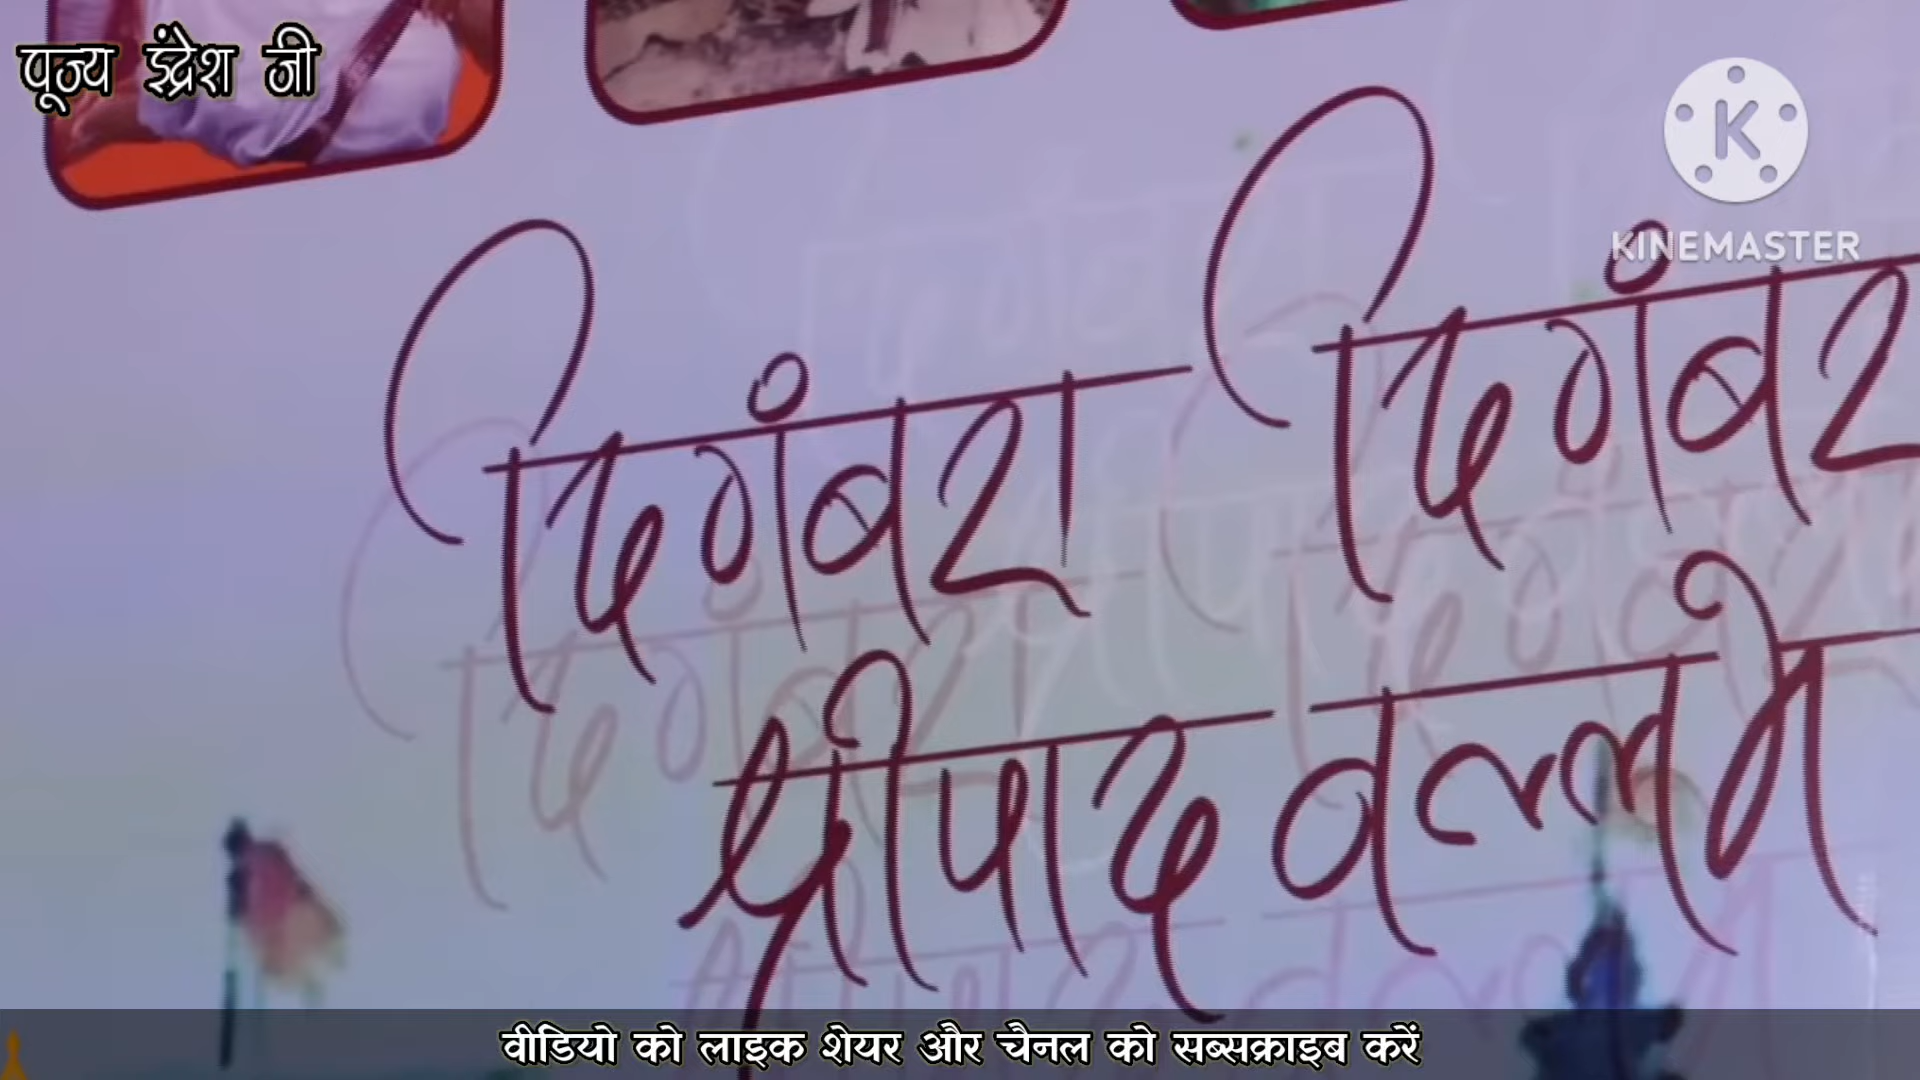 पूज्य इंद्रेश जी
KINEMASTER
दिगंबरा दिगंबर
श्रीपाद वल्लभ
वीडियो को लाइक शेयर और चैनल को सब्सक्राइब करें